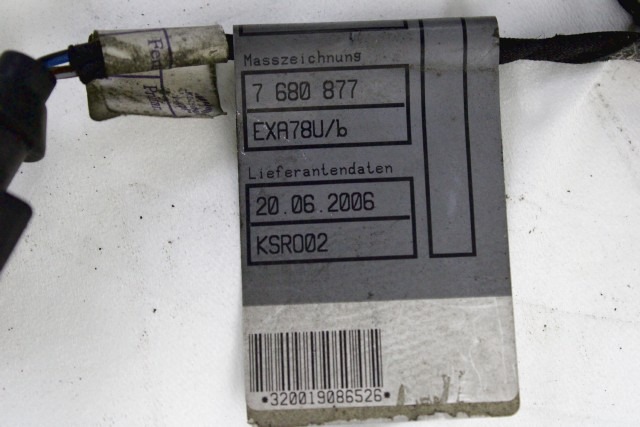 Masszeichnung
7 680 877
EXA78U/b
Lieferantendaten
20.06.2006
KSR002
*320019086526*